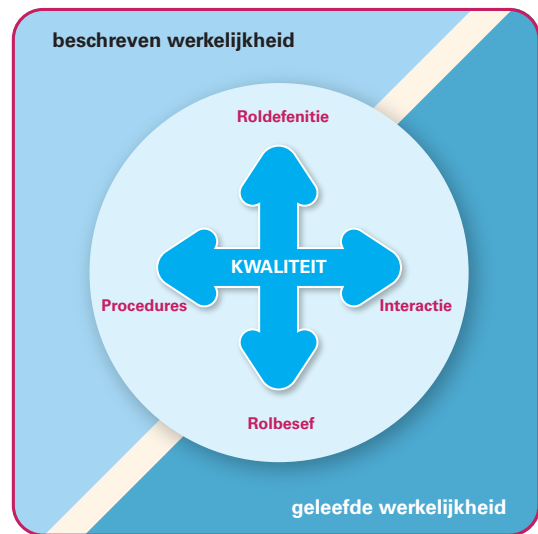 beschreven werkelijkheid
Roldefenitie
KWALITEIT
Procedures
Interactie
Rolbesef
geleefde werkelijkheid